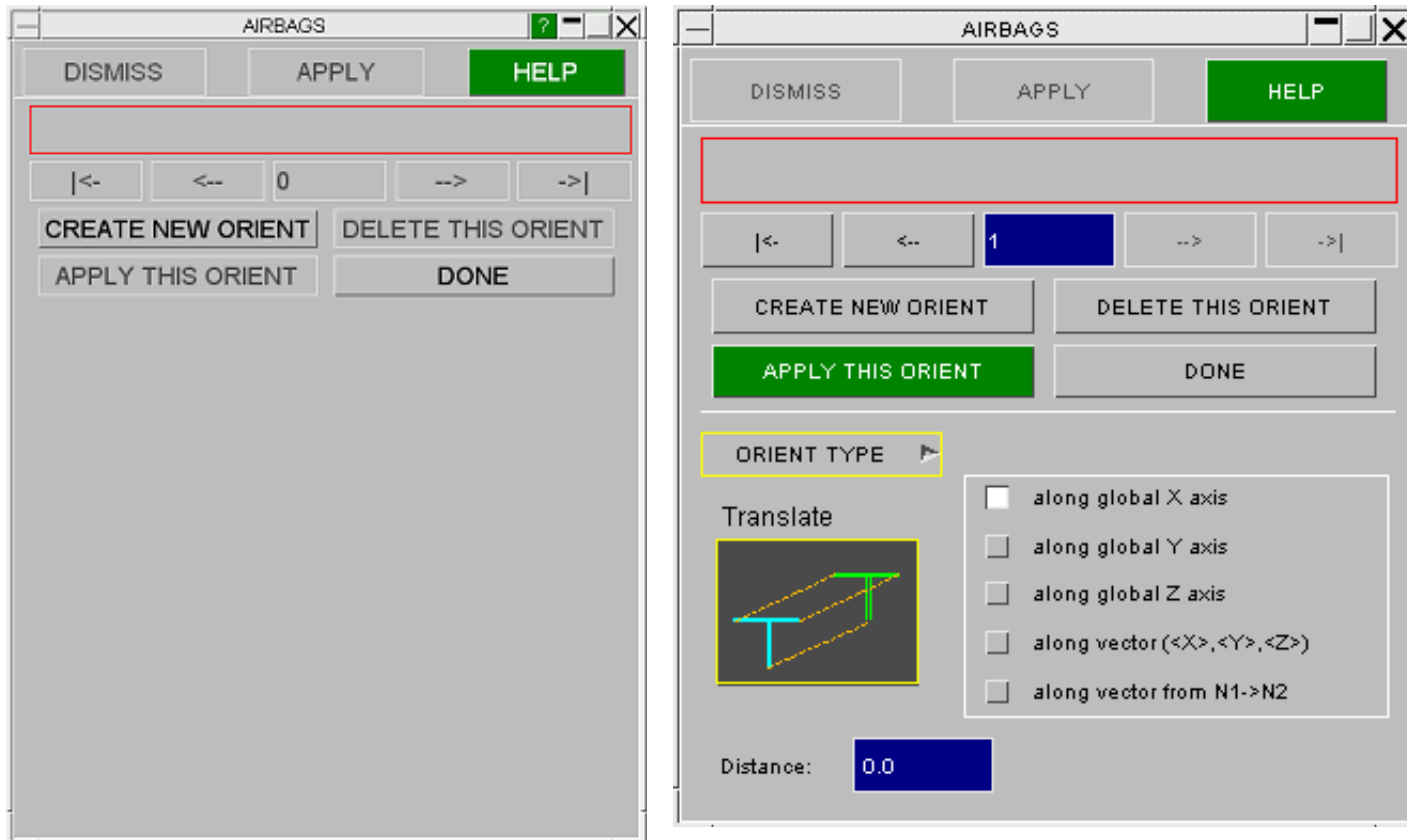 AIRBAGS
?
DISMISS APPLY HELP
|<- <-- 0 --> ->|
CREATE NEW ORIENT DELETE THIS ORIENT
APPLY THIS ORIENT DONE
AIRBAGS
DISMISS APPLY HELP
|<- <-- 1 --> ->|
CREATE NEW ORIENT DELETE THIS ORIENT
APPLY THIS ORIENT DONE
ORIENT TYPE
Translate
along global X axis
along global Y axis
along global Z axis
along vector (<X>,<Y>,<Z>)
along vector from N1->N2
Distance: 0.0